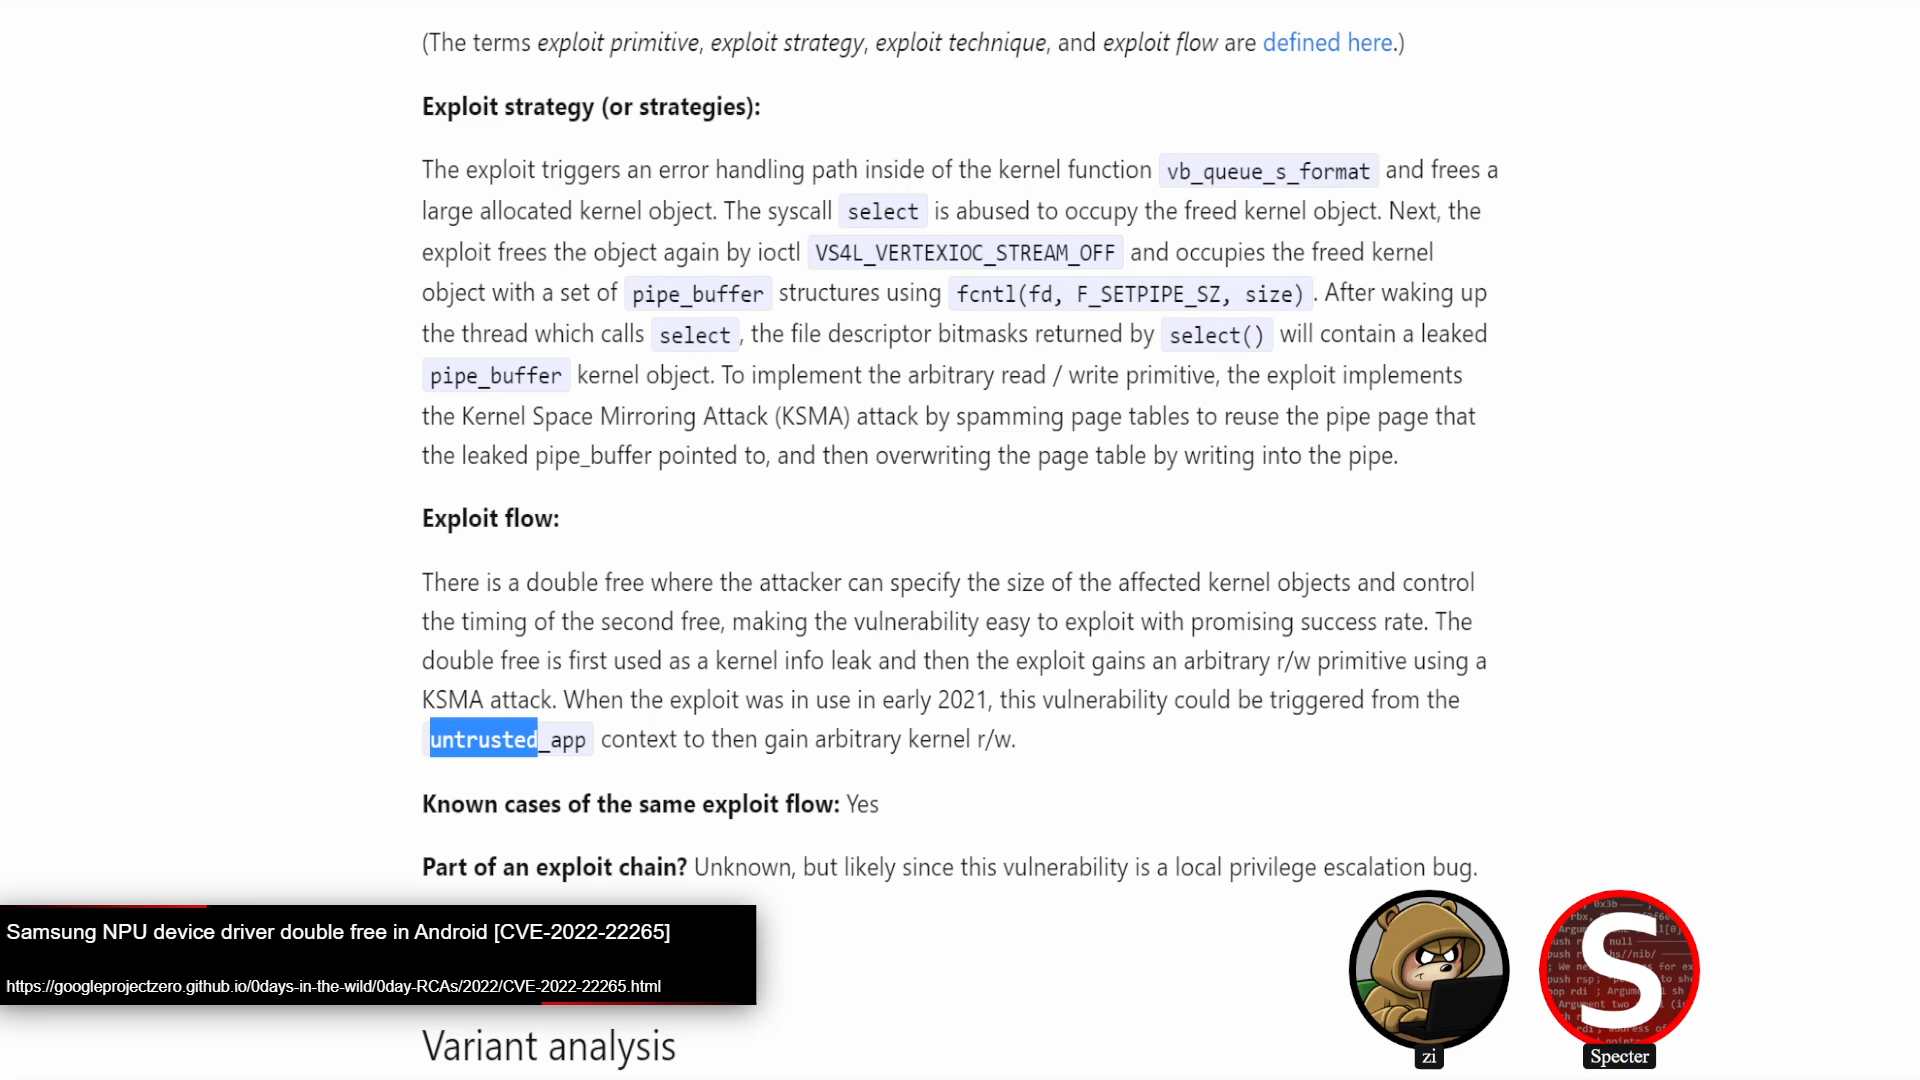 (The terms exploit primitive, exploit strategy, exploit technique, and exploit flow are defined here.)
Exploit strategy (or strategies):
The exploit triggers an error handling path inside of the kernel function vb_queue_s_format and frees a
large allocated kernel object. The syscall select is abused to occupy the freed kernel object. Next, the
exploit frees the object again by ioctl VS4L_VERTEXIOC_STREAM_OFF and occupies the freed kernel
object with a set of pipe_buffer structures using fcntl(fd, F_SETPIPE_SZ, size). After waking up
the thread which calls select, the file descriptor bitmasks returned by select() will contain a leaked
pipe_buffer kernel object. To implement the arbitrary read / write primitive, the exploit implements
the Kernel Space Mirroring Attack (KSMA) attack by spamming page tables to reuse the pipe page that
the leaked pipe_buffer pointed to, and then overwriting the page table by writing into the pipe.
Exploit flow:
There is a double free where the attacker can specify the size of the affected kernel objects and control
the timing of the second free, making the vulnerability easy to exploit with promising success rate. The
double free is first used as a kernel info leak and then the exploit gains an arbitrary r/w primitive using a
KSMA attack. When the exploit was in use in early 2021, this vulnerability could be triggered from the
untrusted_app context to then gain arbitrary kernel r/w.
Known cases of the same exploit flow: Yes
Part of an exploit chain? Unknown, but likely since this vulnerability is a local privilege escalation bug.
Samsung NPU device driver double free in Android [CVE-2022-22265]
https://googleprojectzero.github.io/0days-in-the-wild/0day-RCAs/2022/CVE-2022-22265.html
Variant analysis
zi
S
Specter